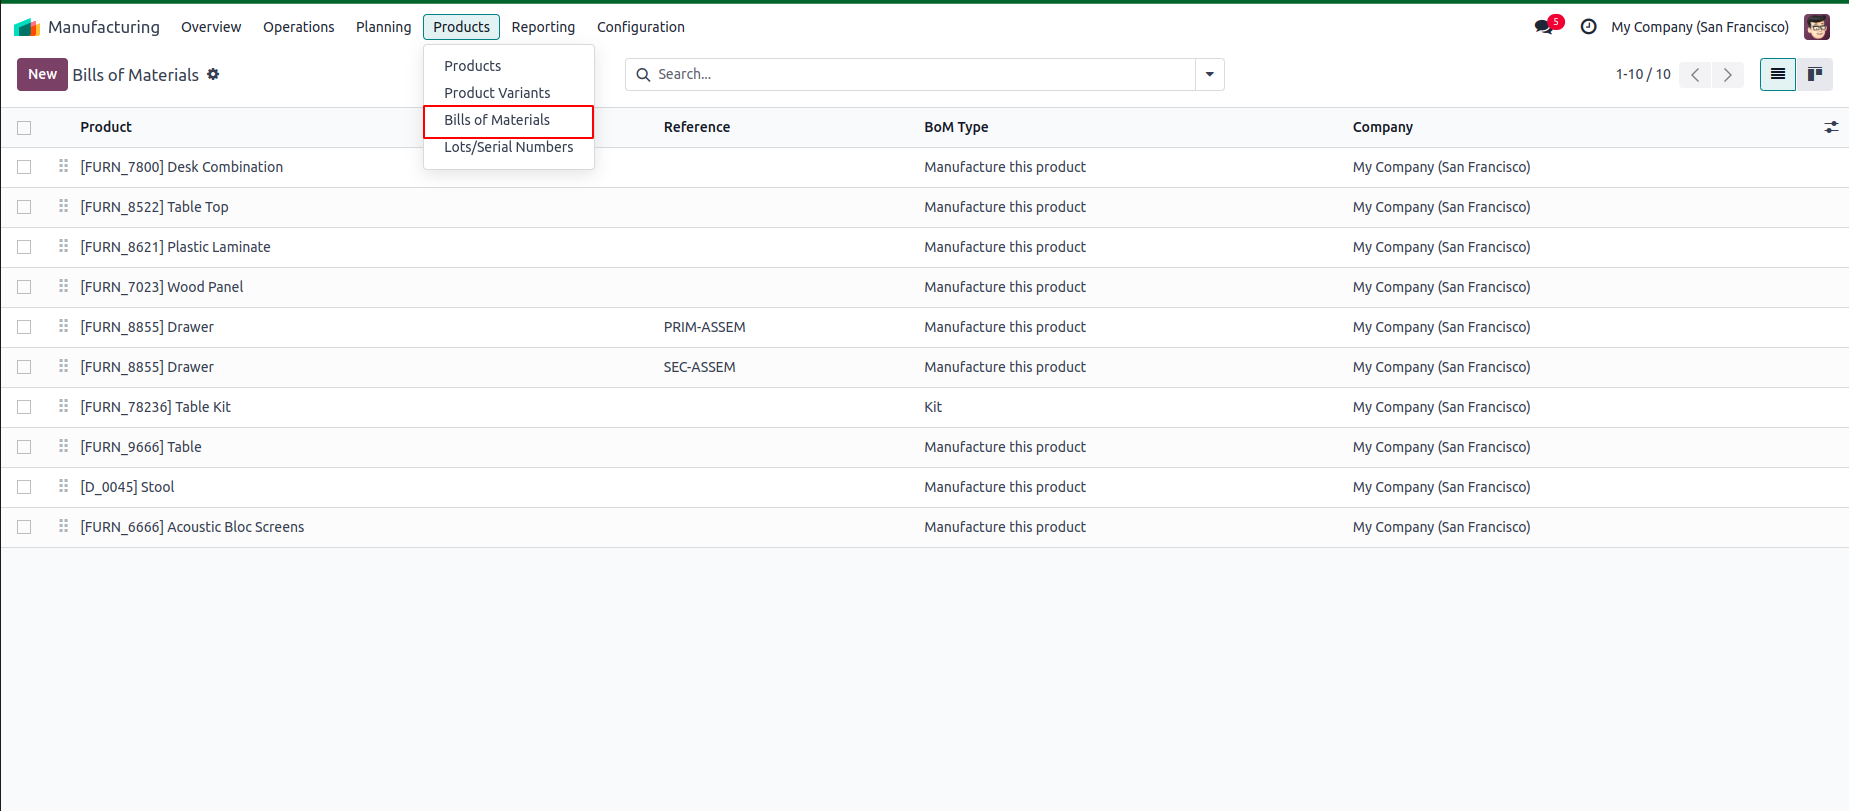 Manufacturing Overview Operations Planning Products Reporting Configuration 5 My Company (San Francisco)
New Bills of Materials Search... 1-10 / 10
Products
Product Variants
Bills of Materials
Lots/Serial Numbers
Product Reference BoM Type Company
[FURN_7800] Desk Combination Manufacture this product My Company (San Francisco)
[FURN_8522] Table Top Manufacture this product My Company (San Francisco)
[FURN_8621] Plastic Laminate Manufacture this product My Company (San Francisco)
[FURN_7023] Wood Panel Manufacture this product My Company (San Francisco)
[FURN_8855] Drawer PRIM-ASSEM Manufacture this product My Company (San Francisco)
[FURN_8855] Drawer SEC-ASSEM Manufacture this product My Company (San Francisco)
[FURN_78236] Table Kit Kit My Company (San Francisco)
[FURN_9666] Table Manufacture this product My Company (San Francisco)
[D_0045] Stool Manufacture this product My Company (San Francisco)
[FURN_6666] Acoustic Bloc Screens Manufacture this product My Company (San Francisco)